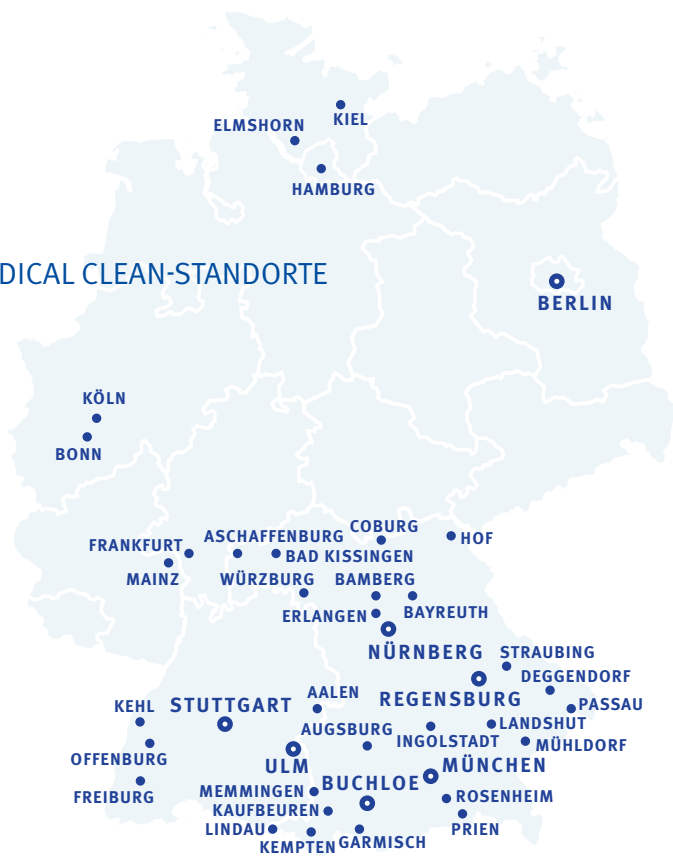 KIEL
ELMSHORN
HAMBURG
DICAL CLEAN-STANDORTE
BERLIN
KÖLN
BONN
COBURG
ASCHAFFENBURG
HOF
FRANKFURT
BAD KISSINGEN
MAINZ
WÜRZBURG
BAMBERG
BAYREUTH
ERLANGEN
NÜRNBERG
STRAUBING
DEGGENDORF
AALEN
REGENSBURG
KEHL
STUTTGART
PASSAU
LANDSHUT
AUGSBURG
INGOLSTADT
MÜHLDORF
OFFENBURG
ULM
MÜNCHEN
BUCHLOE
MEMMINGEN
FREIBURG
ROSENHEIM
KAUFBEUREN
LINDAU
PRIEN
GARMISCH
KEMPTEN